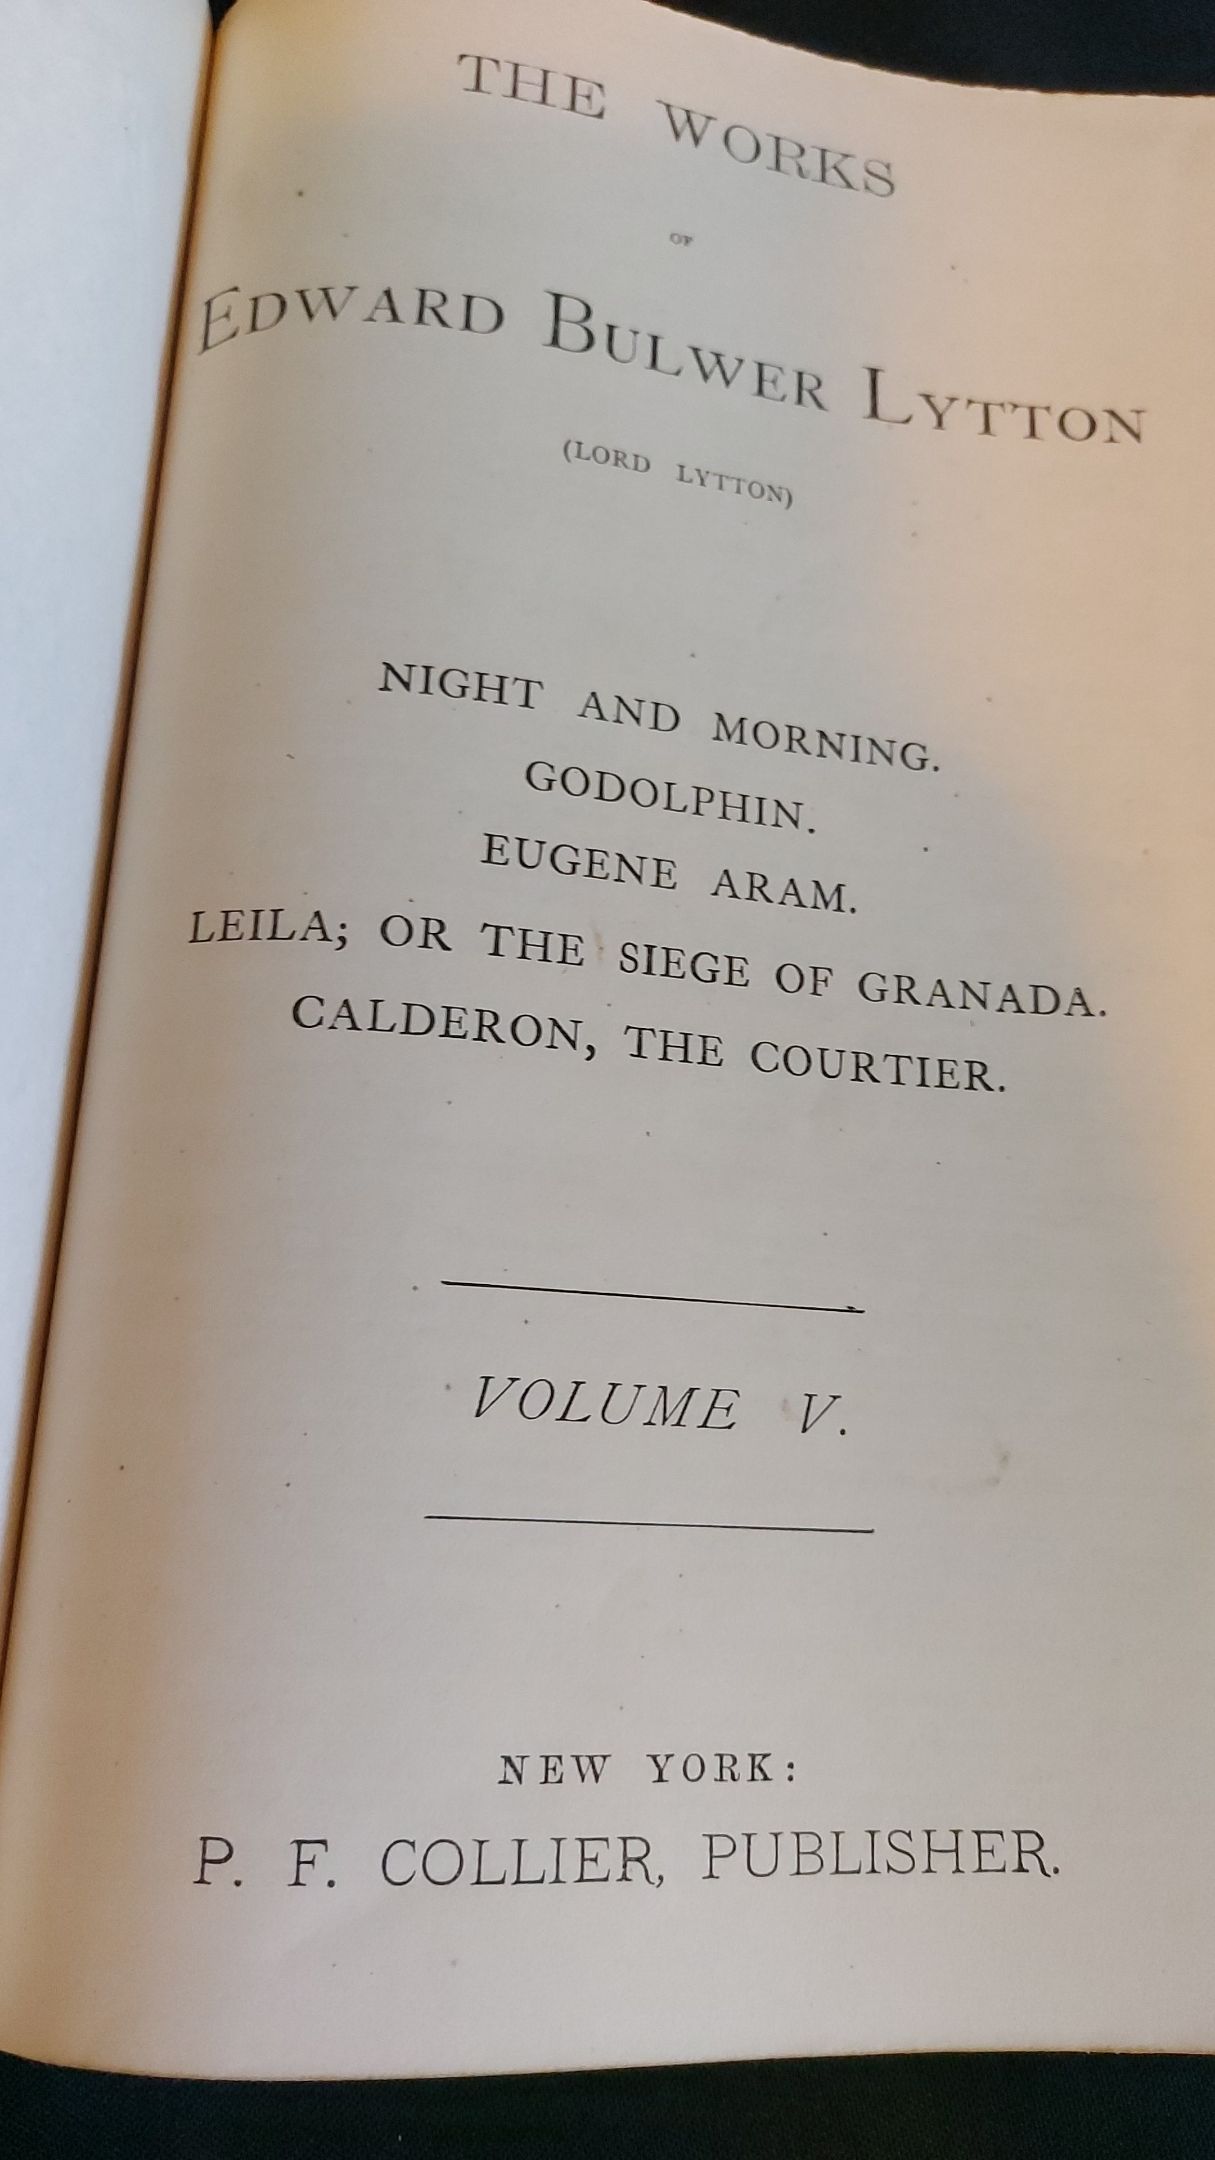 THE WORKS
OF
EDWARD BULWER LYTTON
(LORD LYTTON)
NIGHT AND MORNING.
GODOLPHIN.
EUGENE ARAM.
LEILA; OR THE SIEGE OF GRANADA.
CALDERON, THE COURTIER.
VOLUME V.
NEW YORK:
P. F. COLLIER, PUBLISHER.